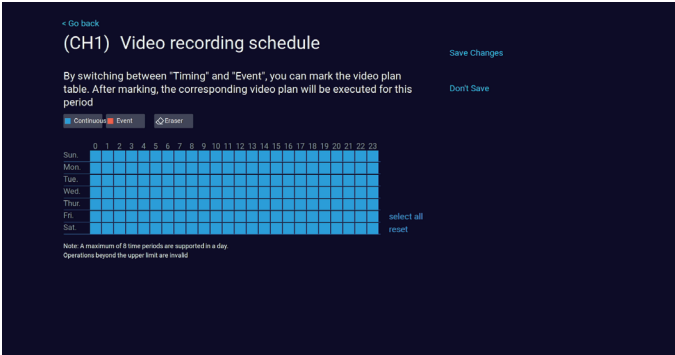 < Go back
(CH1) Video recording schedule
Save Changes
By switching between "Timing" and "Event", you can mark the video plan
table. After marking, the corresponding video plan will be executed for this
period
Don't Save
Continuous Event Eraser
0 1 2 3 4 5 6 7 8 9 10 11 12 13 14 15 16 17 18 19 20 21 22 23
Sun.
Mon.
Tue.
Wed.
Thur.
Fri.
select all
Sat.
reset
Note: A maximum of 8 time periods are supported in a day.
Operations beyond the upper limit are invalid